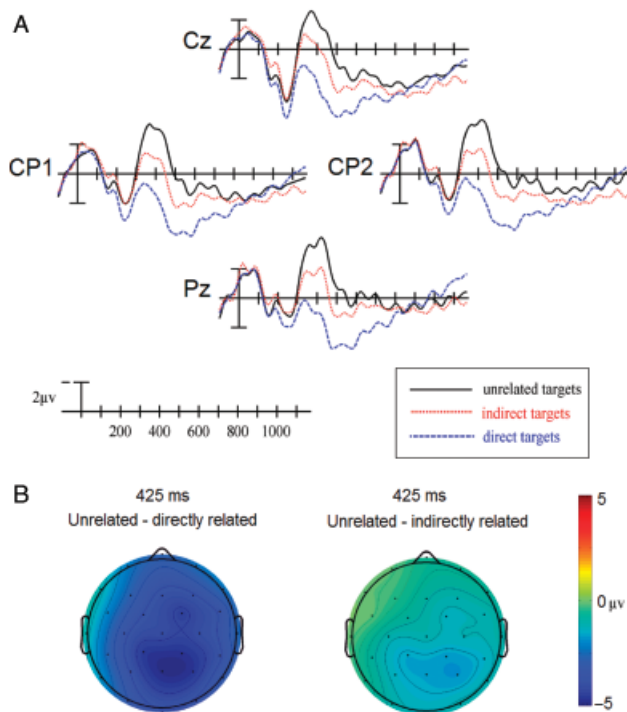 A
Cz
CP1
CP2
Pz
2μv
200 400 600 800 1000
unrelated targets
indirect targets
direct targets
B
425 ms
Unrelated - directly related
425 ms
Unrelated - indirectly related
5
0 μv
−5